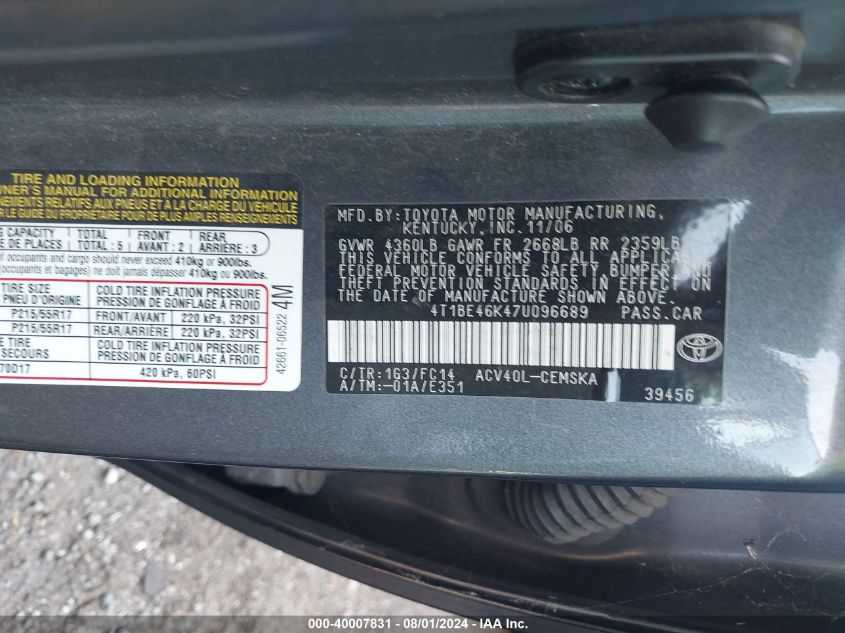 TIRE AND LOADING INFORMATION
OWNER'S MANUAL FOR ADDITIONAL INFORMATION
RELATIFS AUX PNEUS ET A LA CHARGE DU VÉHICULE
LE GUIDE DU PROPRIÉTAIRE POUR DE PLUS AMPLES
CAPACITY TOTAL FRONT REAR
DE PLACES TOTAL : 5 AVANT : 2 ARRIÈRE : 3
of occupants and cargo should never exceed 410kg or 900lbs.
occupants et bagages) ne doit jamais dépasser 410kg ou 900lbs.
TIRE SIZE COLD TIRE INFLATION PRESSURE
PNEU D'ORIGINE PRESSION DE GONFLAGE À FROID
P215/55R17 FRONT/AVANT 220 kPa, 32PSI
P215/55R17 REAR/ARRIÈRE 220 kPa, 32PSI
TIRE COLD TIRE INFLATION PRESSURE
SECOURS PRESSION DE GONFLAGE À FROID
70D17 420 kPa, 60PSI
42661-06522 4M
MFD.BY:TOYOTA MOTOR MANUFACTURING,
KENTUCKY, INC. 11/06
GVWR 4360LB GAWR FR 2668LB RR 2359LB
THIS VEHICLE CONFORMS TO ALL APPLICABLE
FEDERAL MOTOR VEHICLE SAFETY, BUMPER AND
THEFT PREVENTION STANDARDS IN EFFECT ON
THE DATE OF MANUFACTURE SHOWN ABOVE.
4T1BE46K47U096689 PASS.CAR
C/TR:1G3/FC14 ACV40L-CEMSKA
A/TM:-01A/E351
39456
000-40007831 - 08/01/2024 - ACV AUCTIONS LLC.